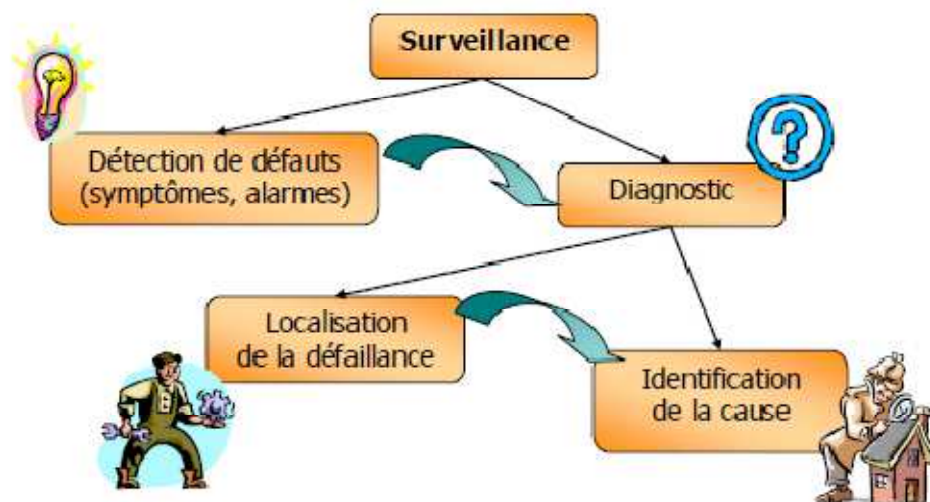 Surveillance
Détection de défauts
(symptômes, alarmes)
?
Diagnostic
Localisation
de la défaillance
Identification
de la cause